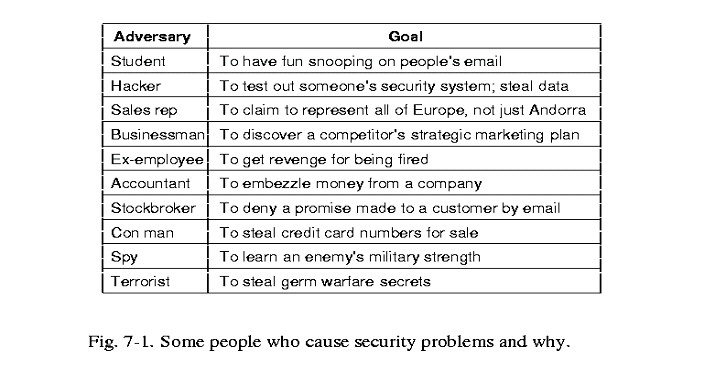 Adversary Goal
Student To have fun snooping on people's email
Hacker To test out someone's security system; steal data
Sales rep To claim to represent all of Europe, not just Andorra
Businessman To discover a competitor's strategic marketing plan
Ex-employee To get revenge for being fired
Accountant To embezzle money from a company
Stockbroker To deny a promise made to a customer by email
Con man To steal credit card numbers for sale
Spy To learn an enemy's military strength
Terrorist To steal germ warfare secrets
Fig. 7-1. Some people who cause security problems and why.